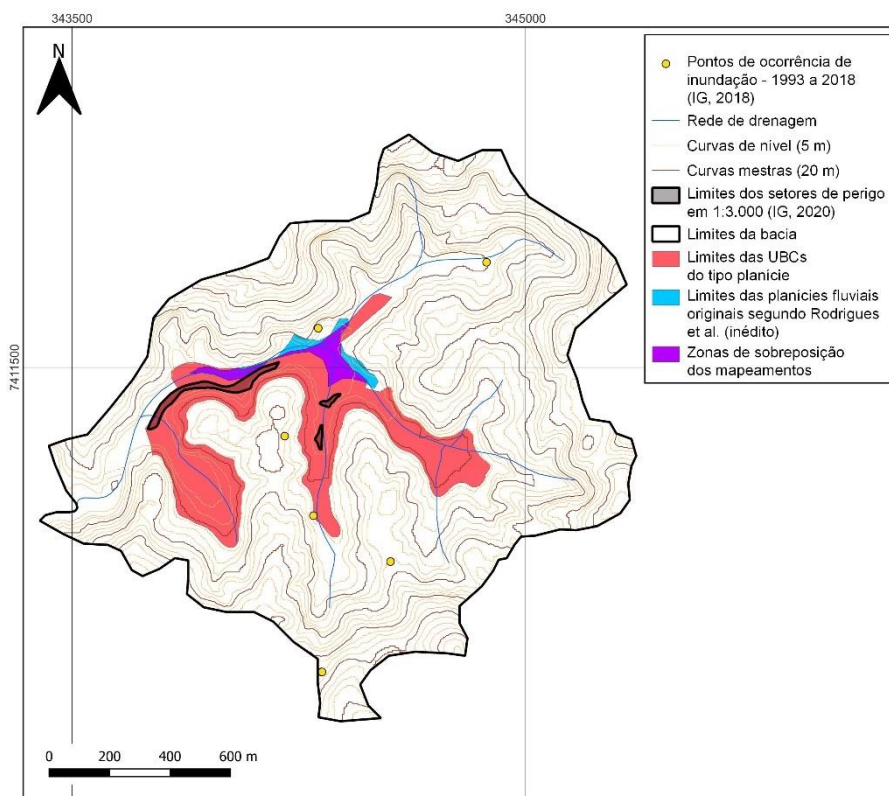 343500
345000
N
7411500
Pontos de ocorrência de
inundação - 1993 a 2018
(IG, 2018)
Rede de drenagem
Curvas de nível (5 m)
Curvas mestras (20 m)
Limites dos setores de perigo
em 1:3.000 (IG, 2020)
Limites da bacia
Limites das UBCs
do tipo planície
Limites das planícies fluviais
originais segundo Rodrigues
et al. (inédito)
Zonas de sobreposição
dos mapeamentos
0 200 400 600 m